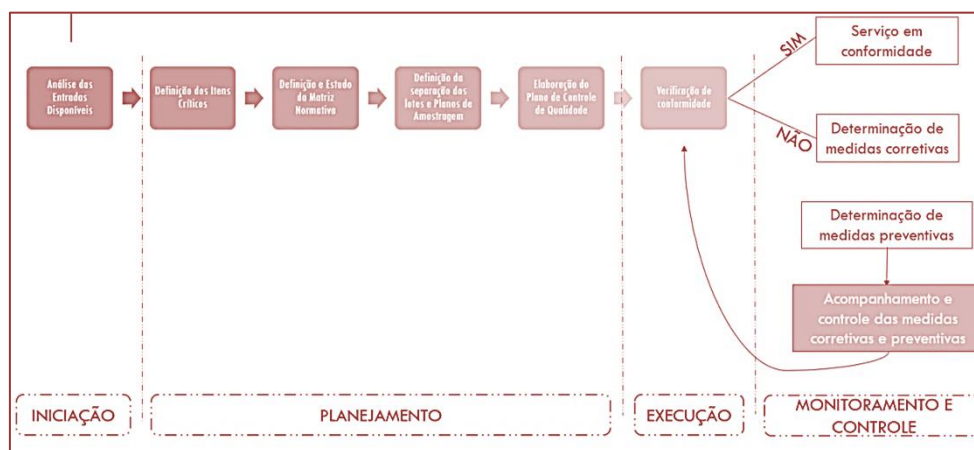 Análise das
Entradas
Disponíveis
Definição dos Itens
Críticos
Definição e Estudo
da Matriz
Normativa
Definição da
separação dos
lotes e Planos de
Amostragem
Elaboração do
Plano de Controle
de Qualidade
Verificação de
conformidade
SIM
Serviço em
conformidade
NÃO
Determinação de
medidas corretivas
Determinação de
medidas preventivas
Acompanhamento e
controle das medidas
corretivas e preventivas
INICIAÇÃO
PLANEJAMENTO
EXECUÇÃO
MONITORAMENTO E
CONTROLE